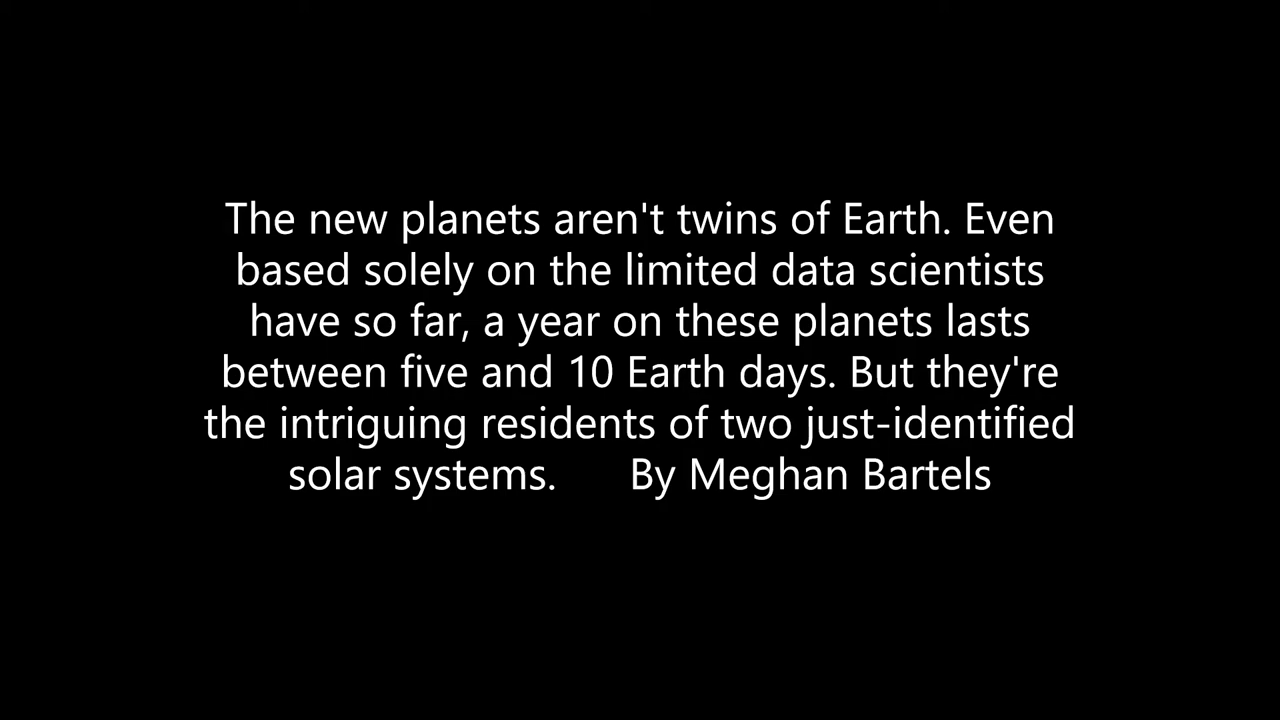 The new planets aren't twins of Earth. Even
based solely on the limited data scientists
have so far, a year on these planets lasts
between five and 10 Earth days. But they're
the intriguing residents of two just-identified
solar systems. By Meghan Bartels